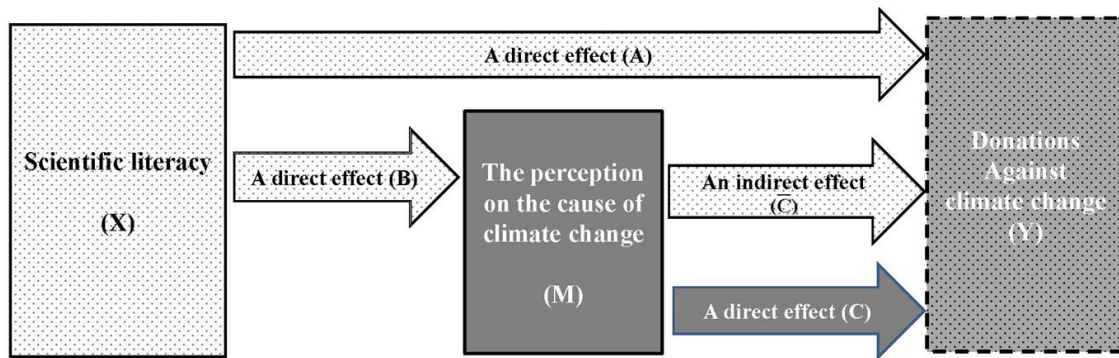 A direct effect (A)
Scientific literacy
(X)
A direct effect (B)
The perception
on the cause of
climate change
(M)
An indirect effect
(C̅)
A direct effect (C)
Donations
Against
climate change
(Y)